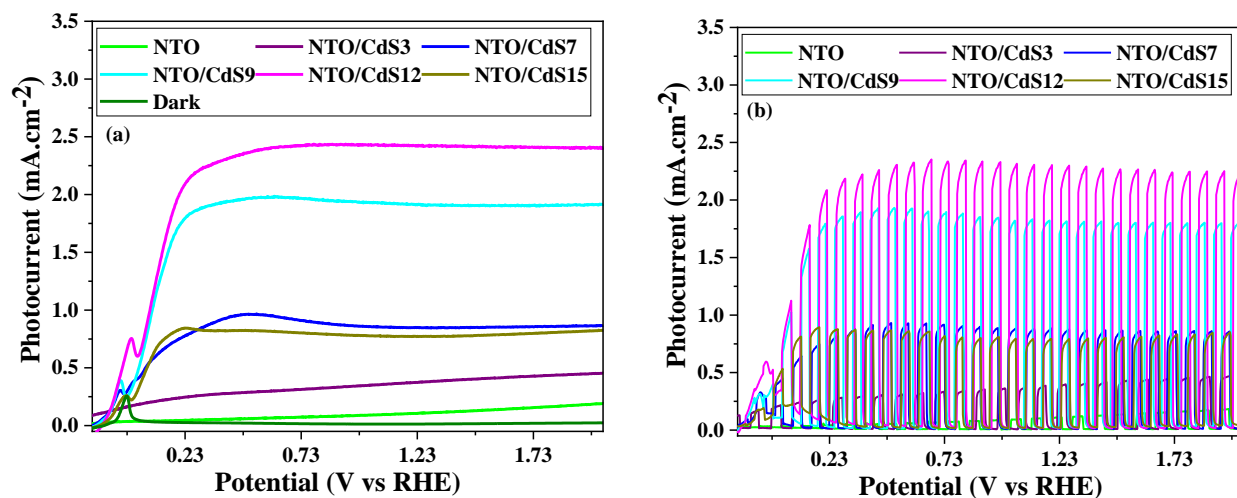 3.5
3.0
2.5
2.0
1.5
1.0
0.5
0.0
Photocurrent (mA.cm-2)
NTO NTO/CdS3 NTO/CdS7
NTO/CdS9 NTO/CdS12 NTO/CdS15
Dark
(a)
0.23 0.73 1.23 1.73
Potential (V vs RHE)
3.5
3.0
2.5
2.0
1.5
1.0
0.5
0.0
Photocurrent (mA.cm-2)
NTO NTO/CdS3 NTO/CdS7
NTO/CdS9 NTO/CdS12 NTO/CdS15
(b)
0.23 0.73 1.23 1.73
Potential (V vs RHE)